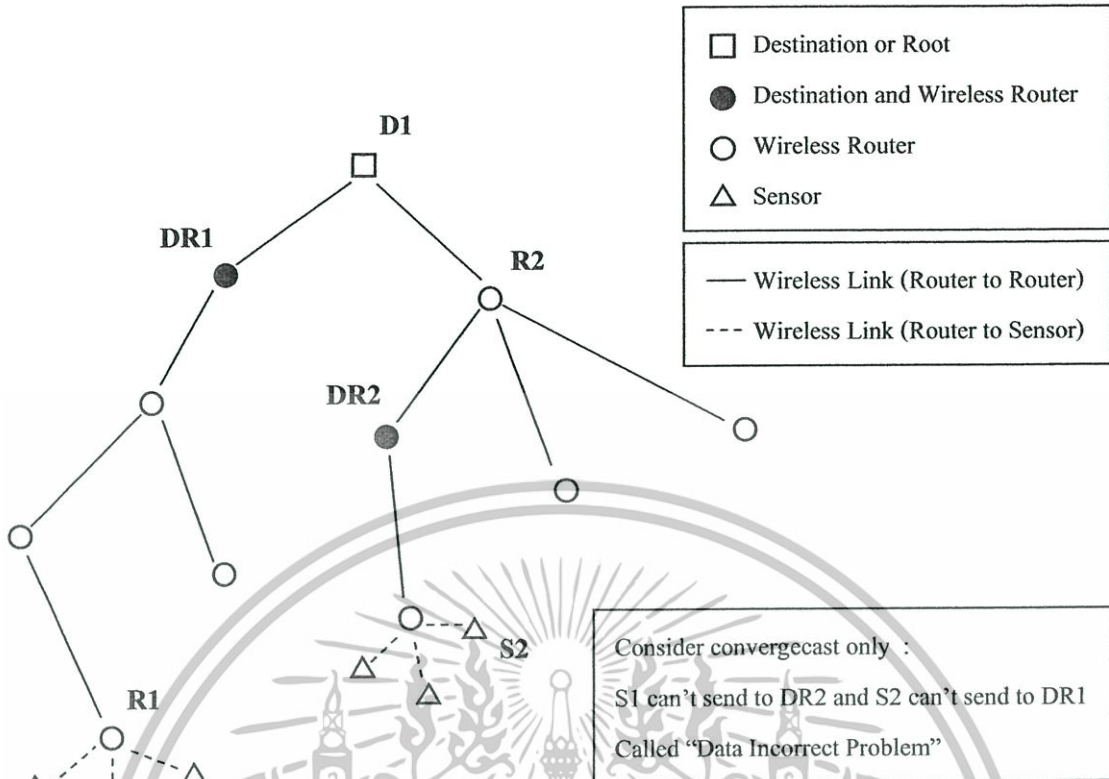 Destination or Root
Destination and Wireless Router
Wireless Router
Sensor
Wireless Link (Router to Router)
Wireless Link (Router to Sensor)
D1
DR1
R2
DR2
S2
R1
Consider convergecast only :
S1 can't send to DR2 and S2 can't send to DR1
Called “Data Incorrect Problem”